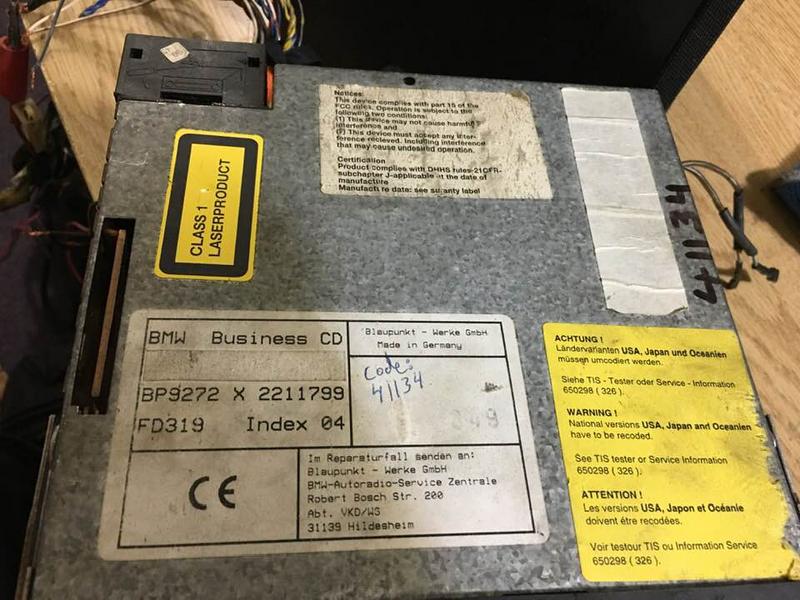 Notices:
This device complies with part 15 of the
FCC rules. Operation is subject to the
following two conditions:
(1) This device may not cause harmful
interference and
(7) This device must accept any inter-
ference recieved. Including interference
that may cause undesired operation.
Certification
Product complies with DHHS rules-21CFR-
subchapter J-applicable at the date of
manufacture
Manufacture date: see label
CLASS 1
LASERPRODUCT
41134
BMW Business CD
BP9272 X 2211799
FD319 Index 04
Blaupunkt - Werke GmbH
Made in Germany
code:
41134
349
Im Reparaturfall senden an:
Blaupunkt - Werke GmbH
BMW-Autoradio-Service Zentrale
Robert Bosch Str. 200
Abt. VKD/WS
31139 Hildesheim
CE
ACHTUNG !
Ländervarianten USA, Japan und Oceanien
müssen umcodiert werden.
Siehe TIS - Tester oder Service - Information
650298 ( 326 ).
WARNING !
National versions USA, Japan and Oceanien
have to be recoded.
See TIS tester or Service Information
650298 ( 326 ).
ATTENTION !
Les versions USA, Japon et Océanie
doivent être recodées.
Voir testour TIS ou Information Service
650298 ( 326 ).